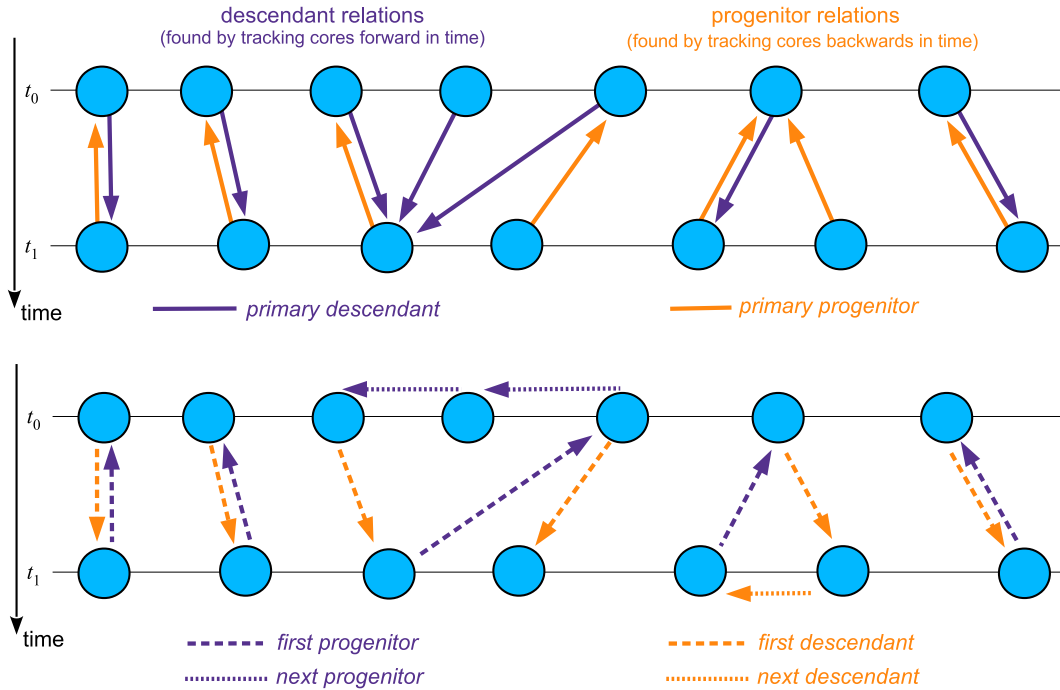 descendant relations
(found by tracking cores forward in time)
progenitor relations
(found by tracking cores backwards in time)
t0
t1
time
primary descendant
primary progenitor
t0
t1
time
first progenitor
first descendant
next progenitor
next descendant